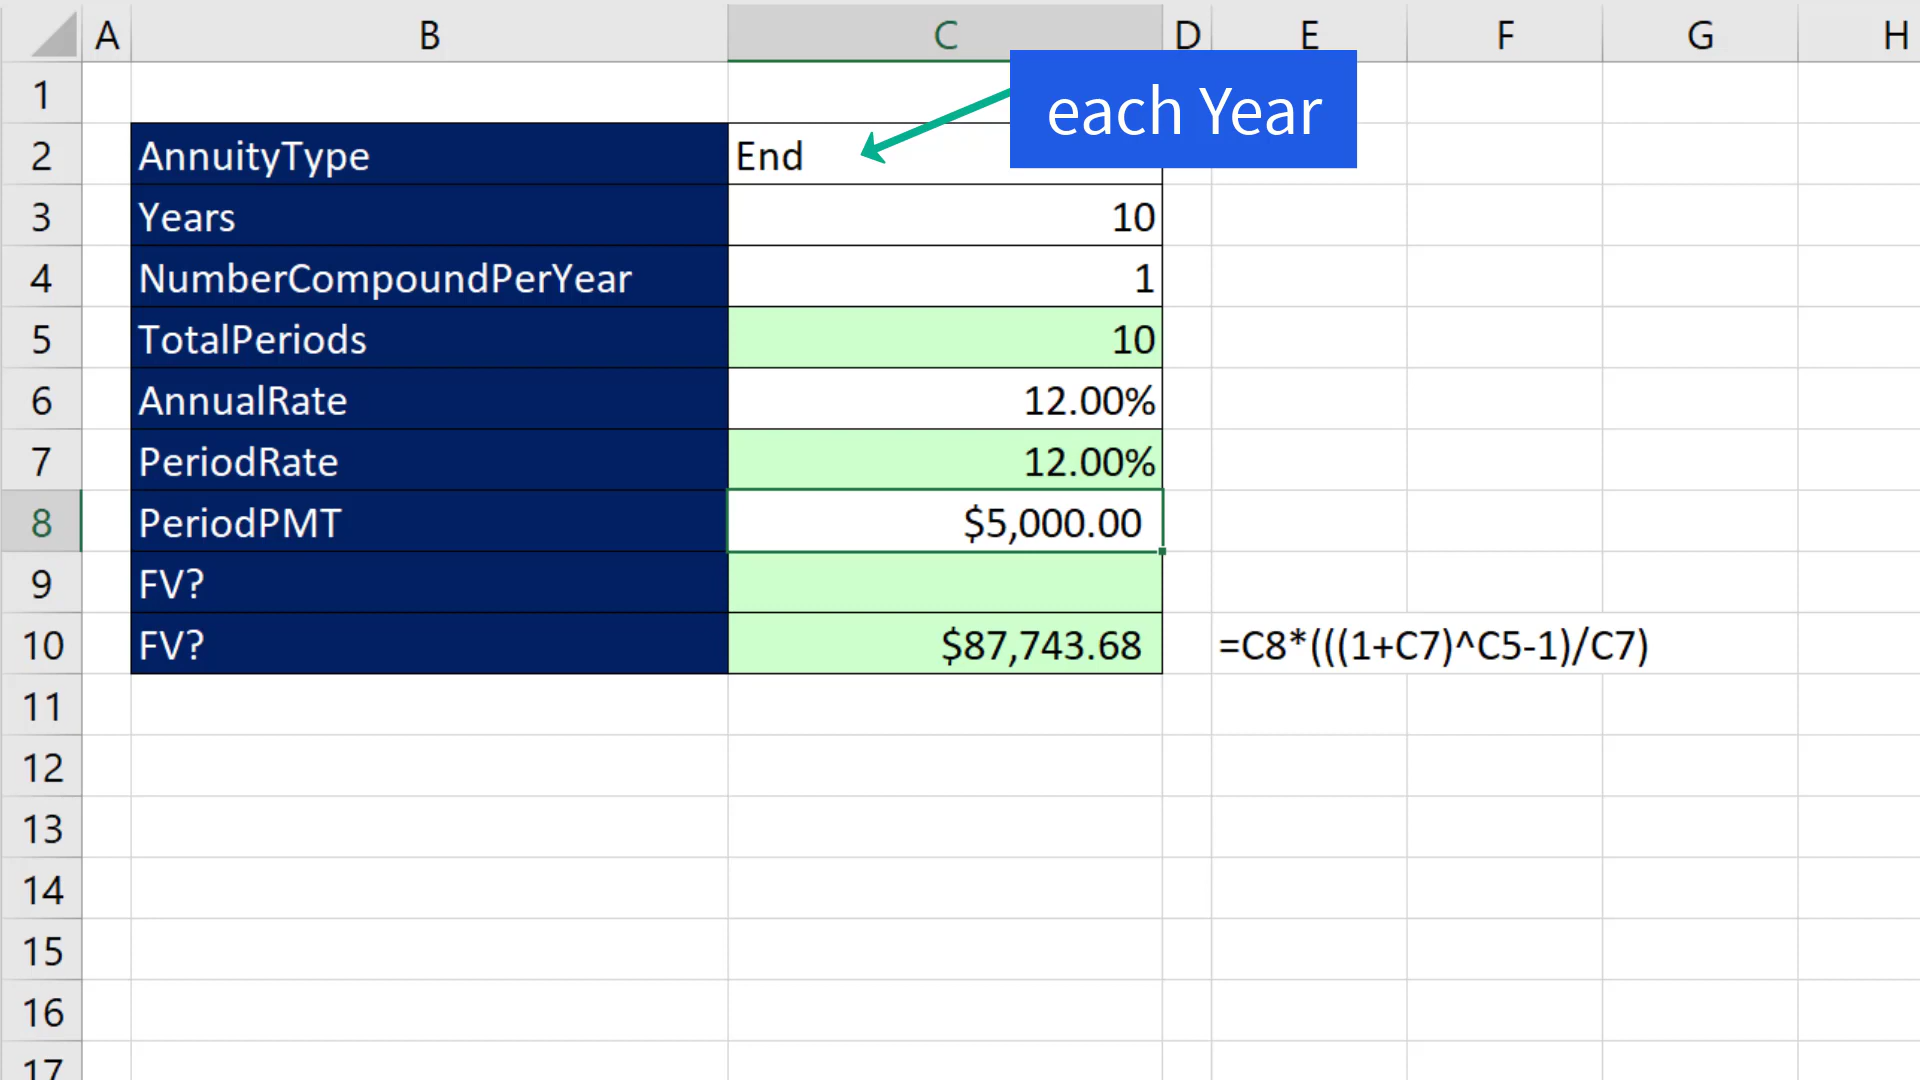 A B C D E F G H
each Year
1
2 AnnuityType End
3 Years 10
4 NumberCompoundPerYear 1
5 TotalPeriods 10
6 AnnualRate 12.00%
7 PeriodRate 12.00%
8 PeriodPMT $5,000.00
9 FV?
10 FV? $87,743.68 =C8*(((1+C7)^C5-1)/C7)
11
12
13
14
15
16
17